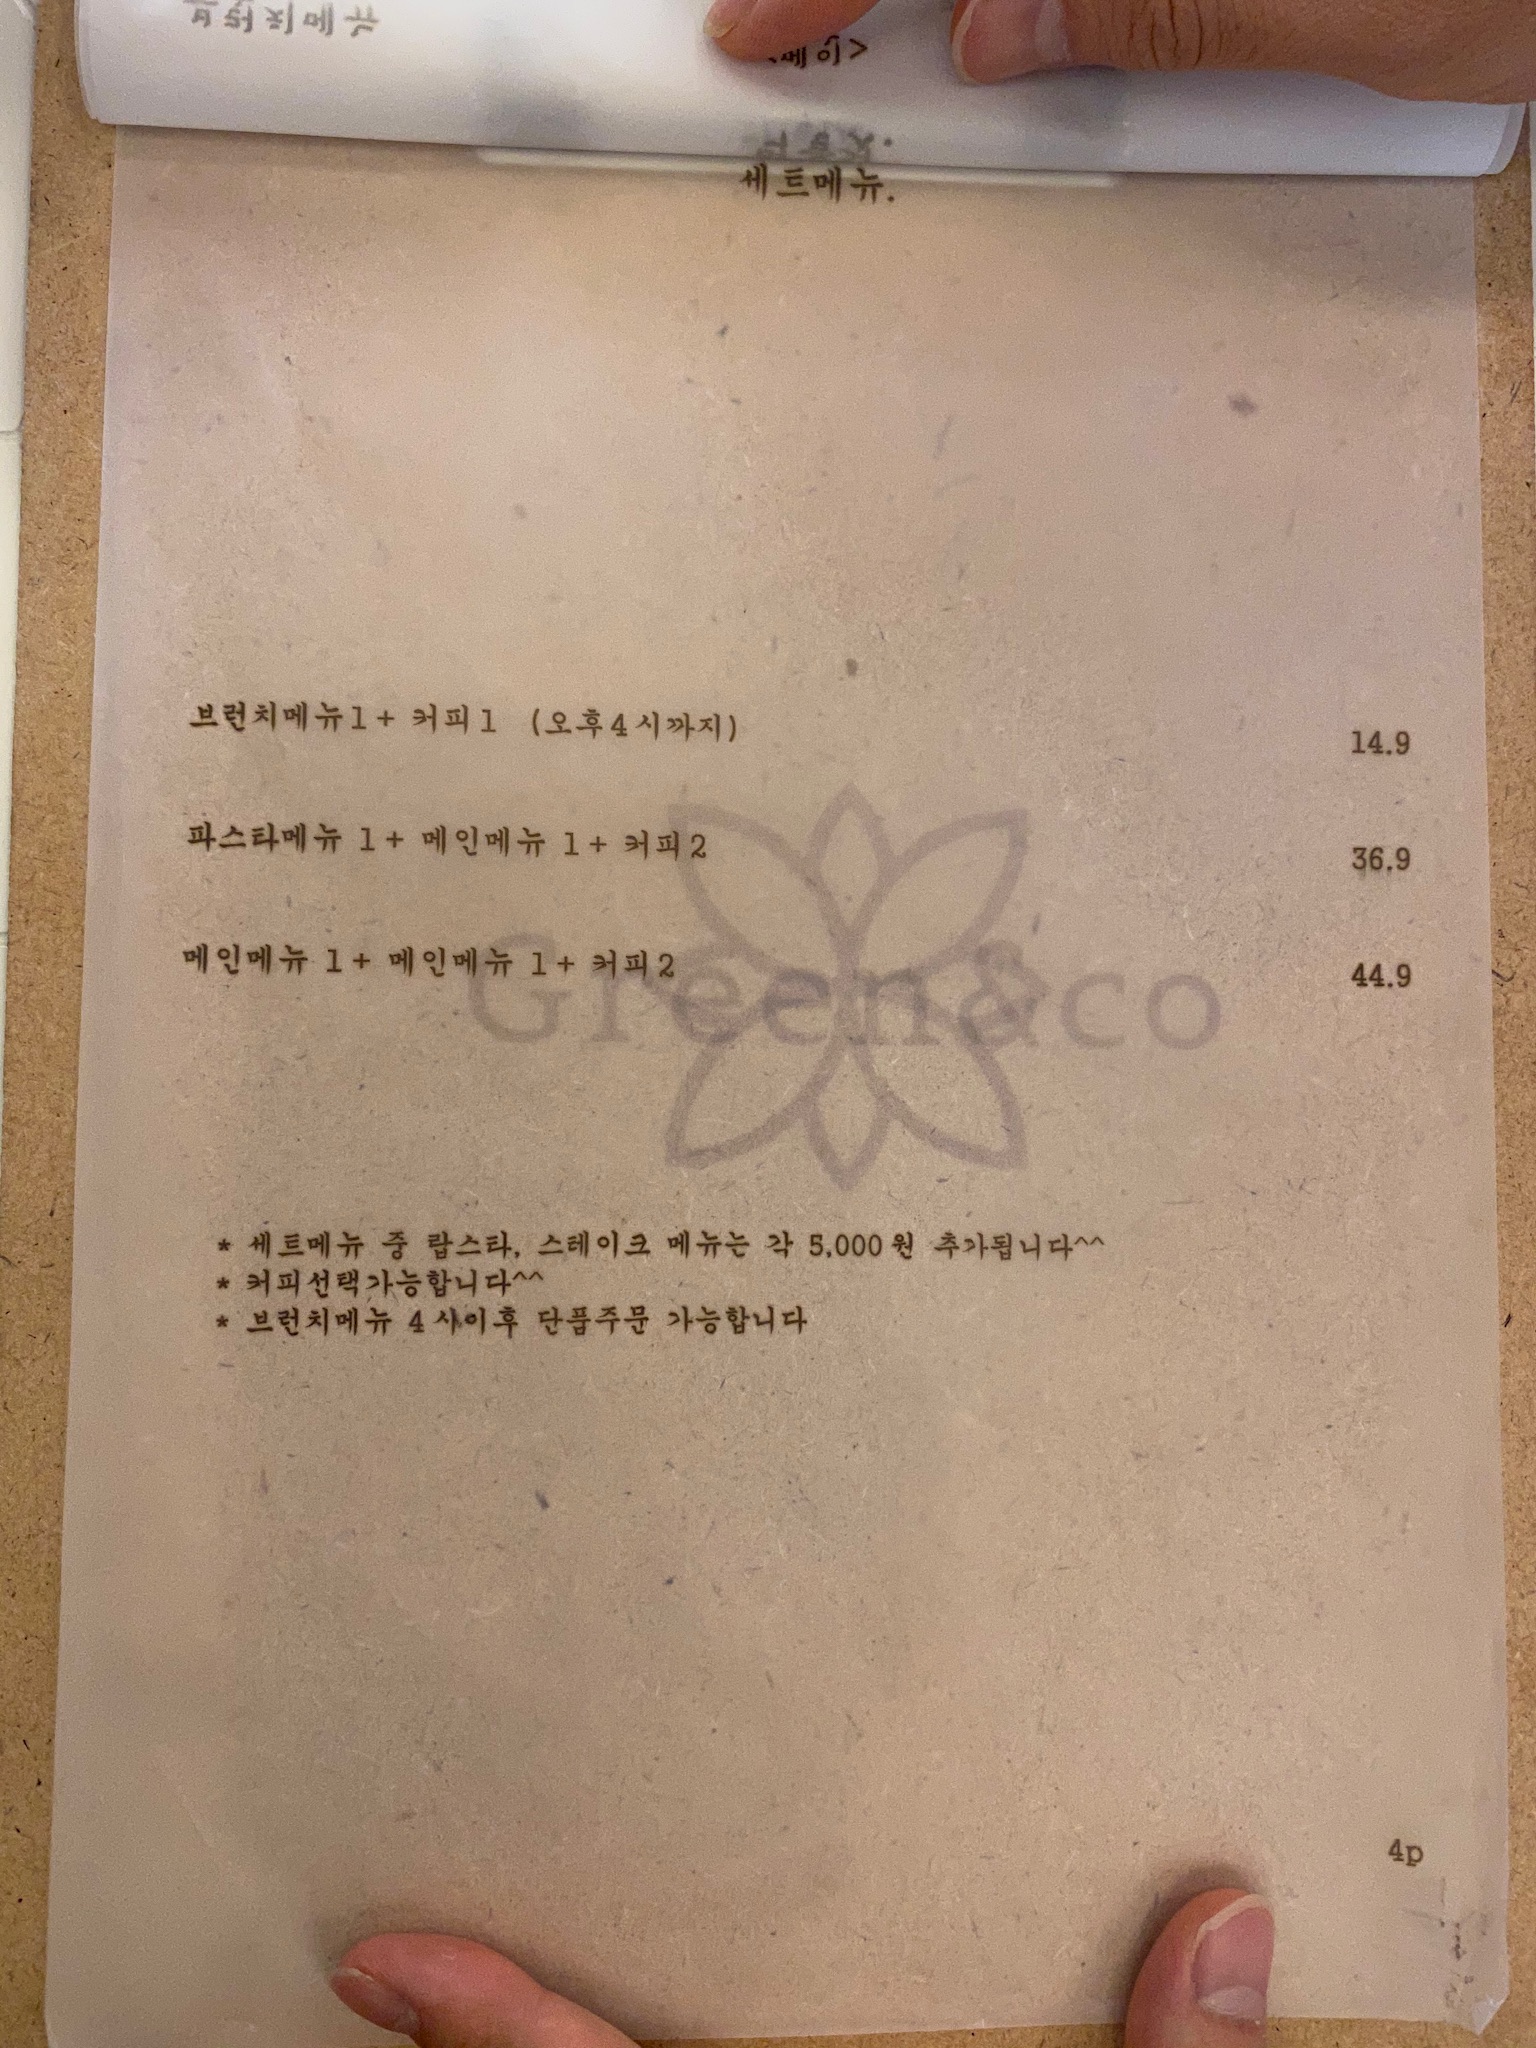 메이>
세트메뉴.
브런치메뉴1+ 커피1 (오후4시까지) 14.9
파스타메뉴 1+ 메인메뉴 1+ 커피2 36.9
메인메뉴 1+ 메인메뉴 1+ 커피2 44.9
Green&co
* 세트메뉴 중 랍스타, 스테이크 메뉴는 각 5,000원 추가됩니다^^
* 커피선택가능합니다^^
* 브런치메뉴 4시이후 단품주문 가능합니다
4p